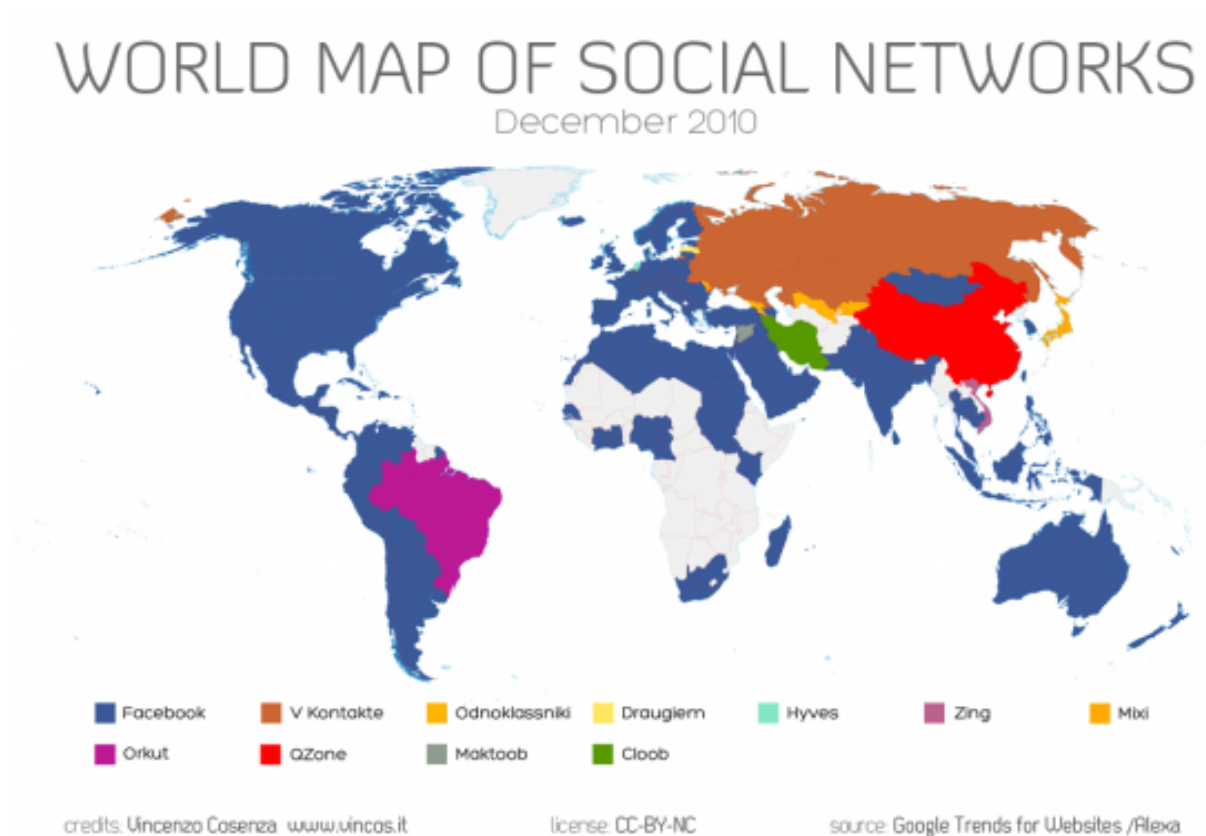 WORLD MAP OF SOCIAL NETWORKS
December 2010
Facebook V Kontakte Odnoklassniki Draugiem Hyves Zing Mixi
Orkut QZone Maktoob Cloob
credits: Vincenzo Cosenza www.vincos.it license: CC-BY-NC source: Google Trends for Websites /Alexa